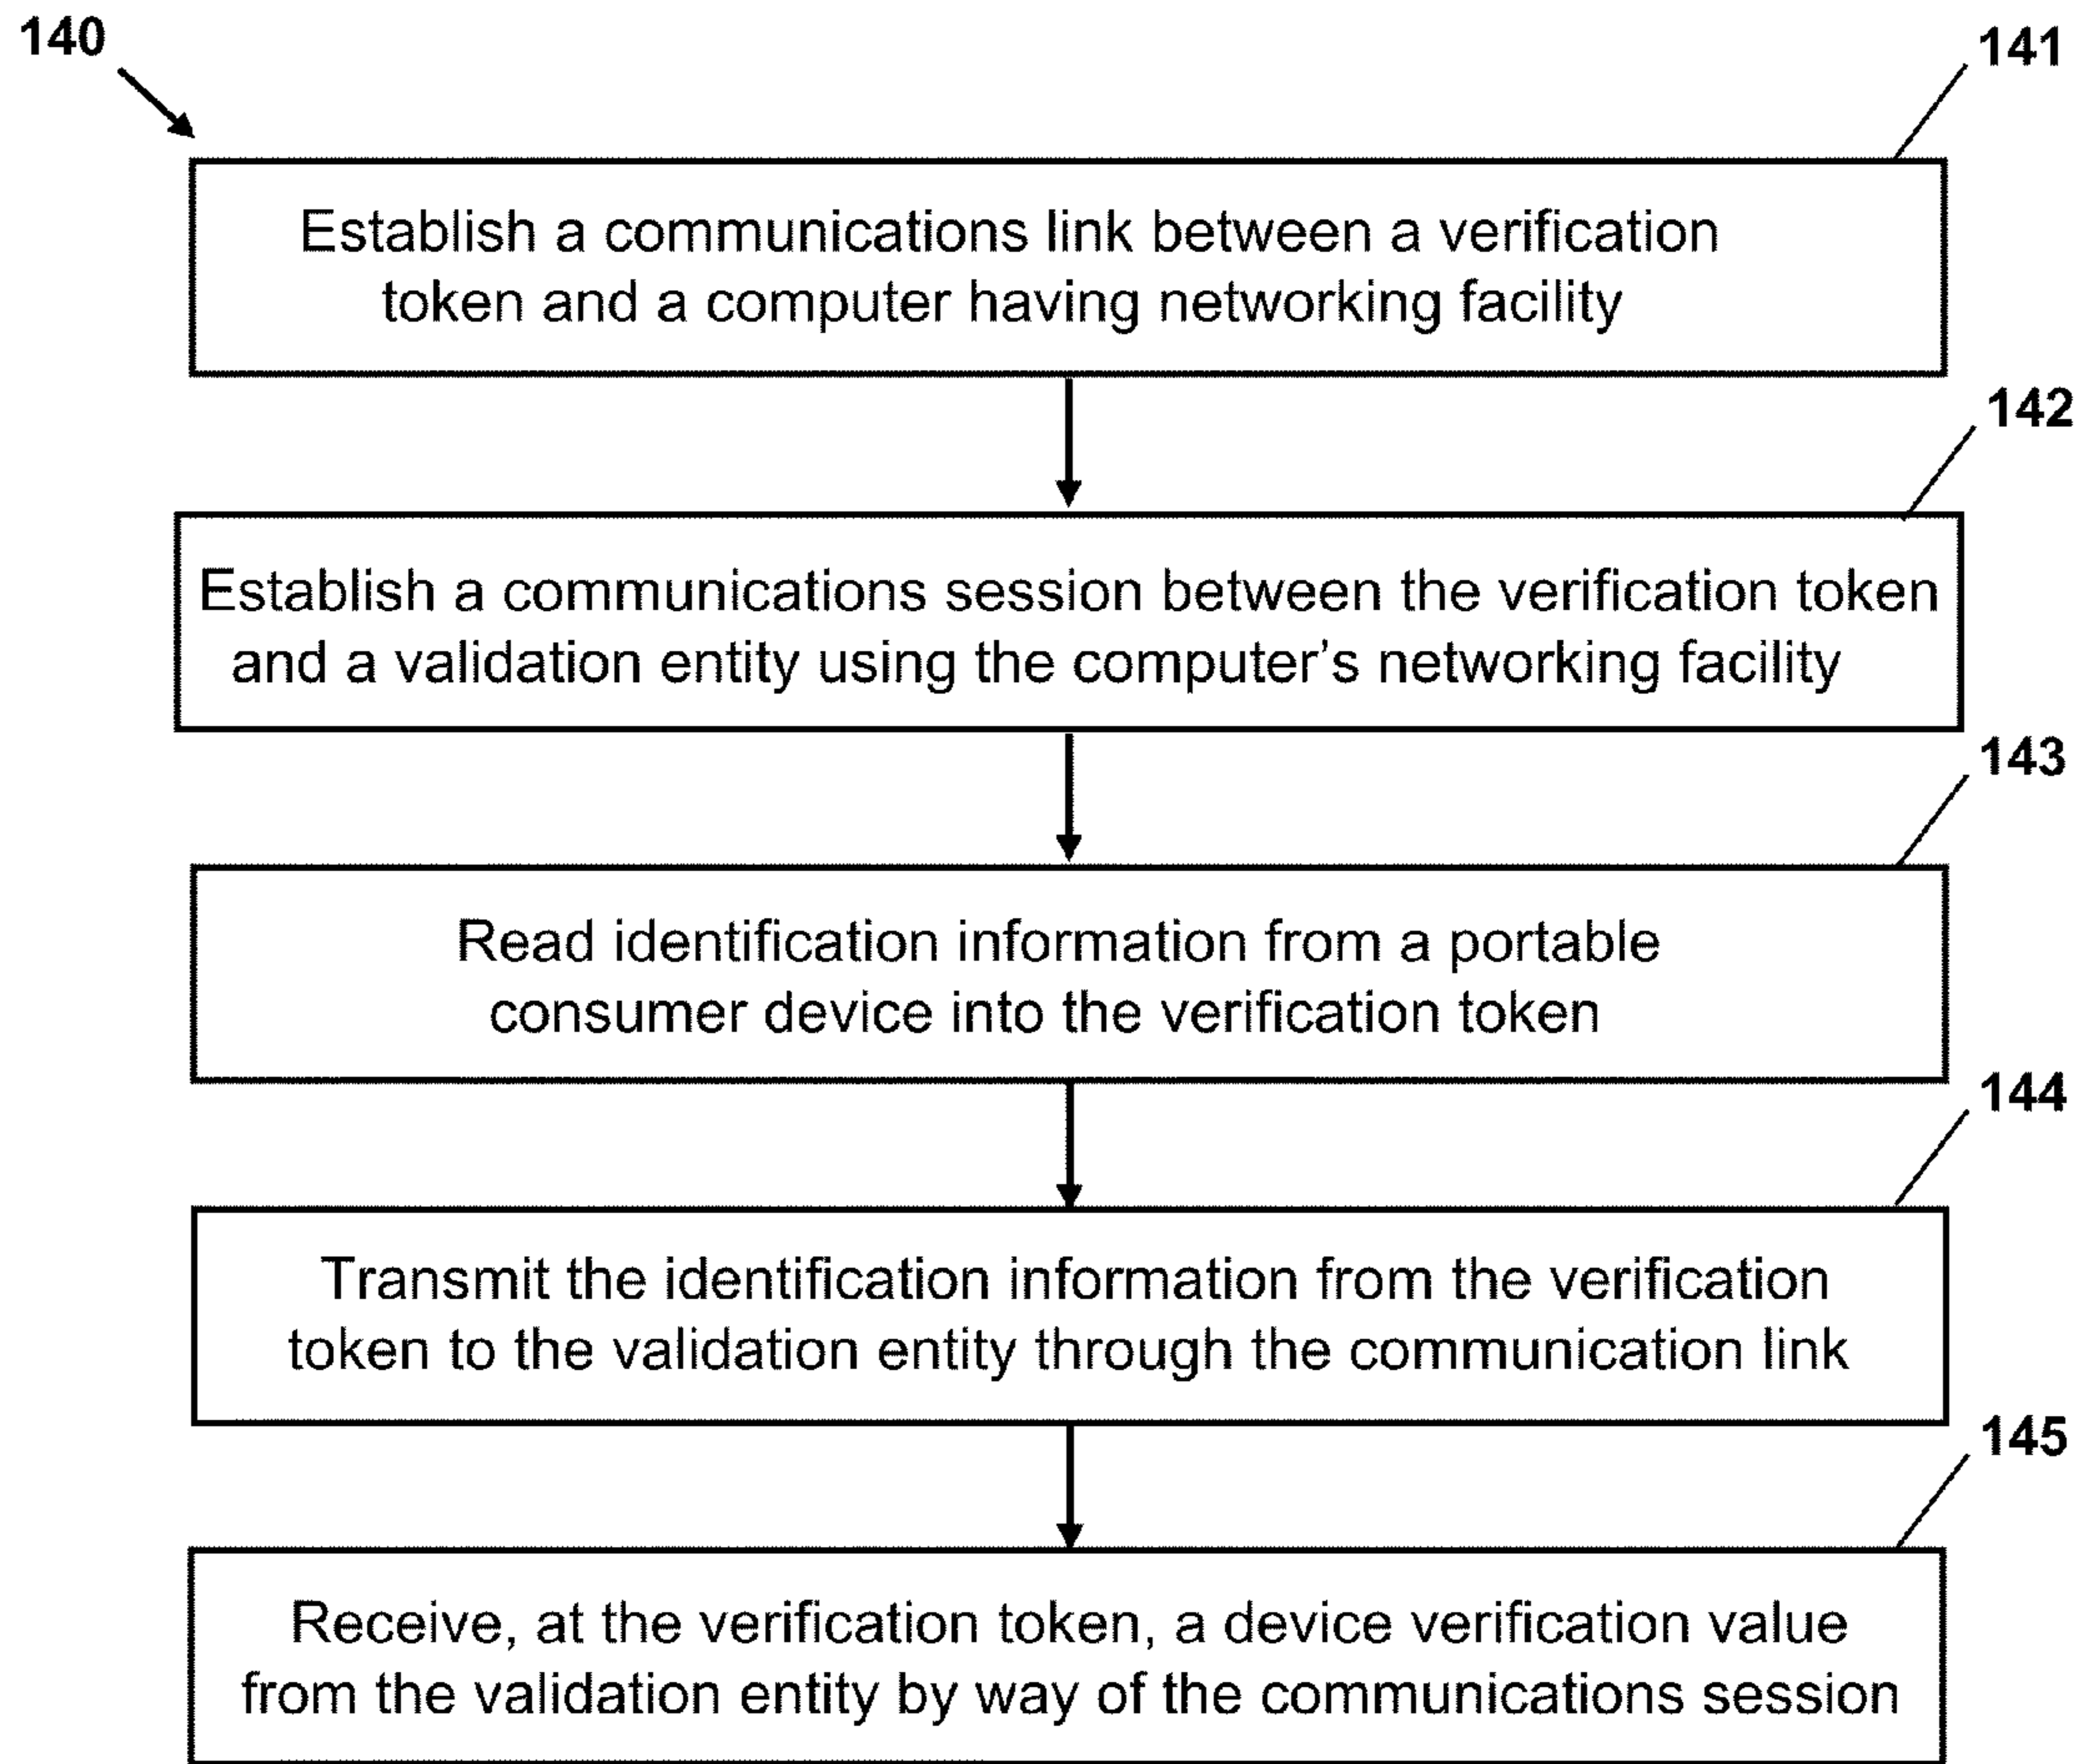 140
141
Establish a communications link between a verification
token and a computer having networking facility
142
Establish a communications session between the verification token
and a validation entity using the computer’s networking facility
143
Read identification information from a portable
consumer device into the verification token
144
Transmit the identification information from the verification
token to the validation entity through the communication link
145
Receive, at the verification token, a device verification value
from the validation entity by way of the communications session